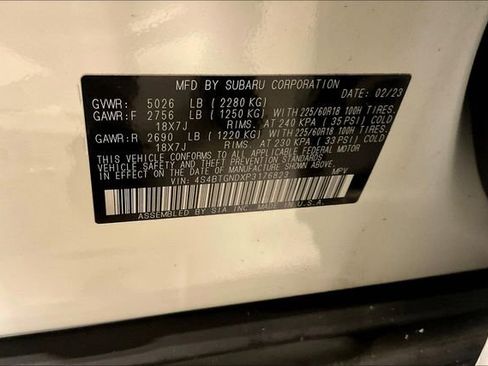 MFD BY SUBARU CORPORATION
DATE: 02/23
GVWR: 5026 LB (2280 KG)
GAWR:F 2756 LB (1250 KG) WITH 225/60R18 100H TIRES,
18X7J RIMS, AT 240 KPA (35 PSI) COLD
GAWR:R 2690 LB (1220 KG) WITH 225/60R18 100H TIRES,
18X7J RIMS, AT 230 KPA (33 PSI) COLD
THIS VEHICLE CONFORMS TO ALL APPLICABLE FEDERAL MOTOR
VEHICLE SAFETY AND THEFT PREVENTION STANDARDS IN
EFFECT ON THE DATE OF MANUFACTURE SHOWN ABOVE.
VIN: 4S4BTGNDXP3176823 MPV
ASSEMBLED BY SIA INC. MADE IN U.S.A.